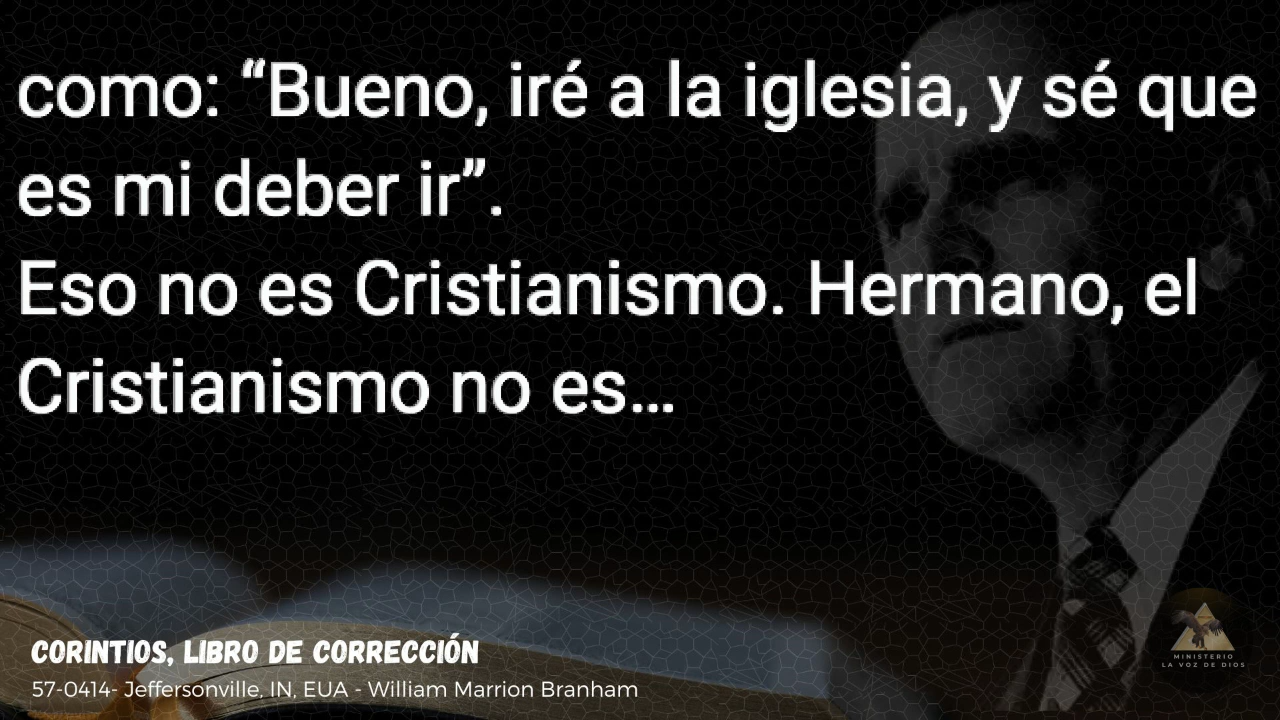 como: “Bueno, iré a la iglesia, y sé que
es mi deber ir”.
Eso no es Cristianismo. Hermano, el
Cristianismo no es…
CORINTIOS, LIBRO DE CORRECCIÓN
57-0414- Jeffersonville, IN, EUA - William Marrion Branham
MINISTERIO
LA VOZ DE DIOS